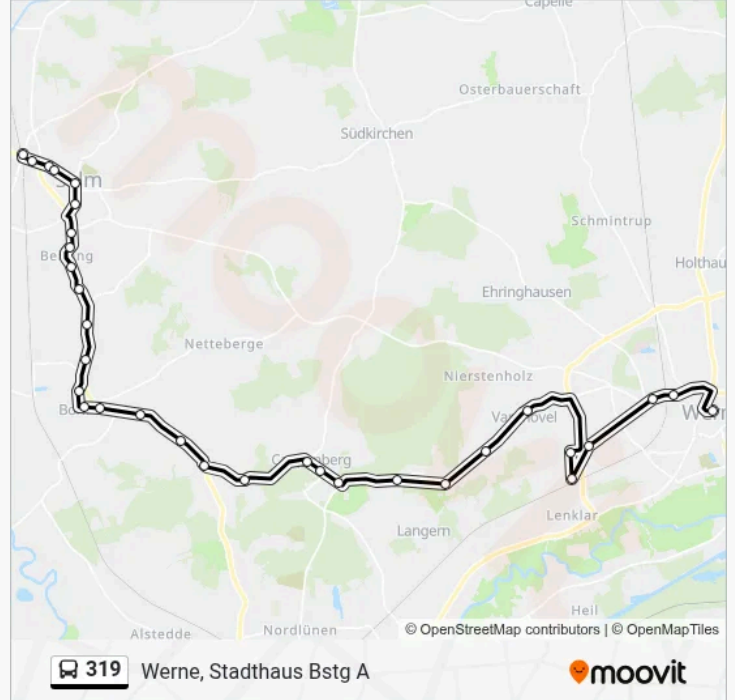 Capelle
Osterbauerschaft
Südkirchen
Schmintrup
Holthau
Ehringhausen
Netteberge
Nierstenholz
Langern
Lenklar
Heil
Alstedde
Nordlünen
© OpenStreetMap contributors | © OpenMapTiles
319 Werne, Stadthaus Bstg A
moovit